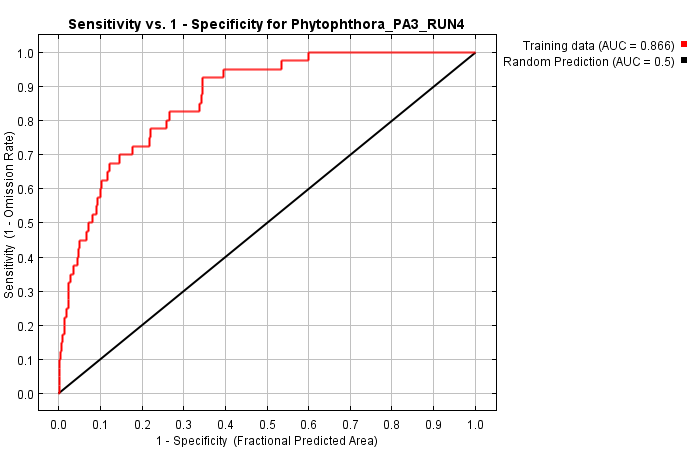 Sensitivity vs. 1 - Specificity for Phytophthora_PA3_RUN4
Training data (AUC = 0.866)
Random Prediction (AUC = 0.5)
Sensitivity (1 - Omission Rate)
1.0
0.9
0.8
0.7
0.6
0.5
0.4
0.3
0.2
0.1
0.0
0.0 0.1 0.2 0.3 0.4 0.5 0.6 0.7 0.8 0.9 1.0
1 - Specificity (Fractional Predicted Area)